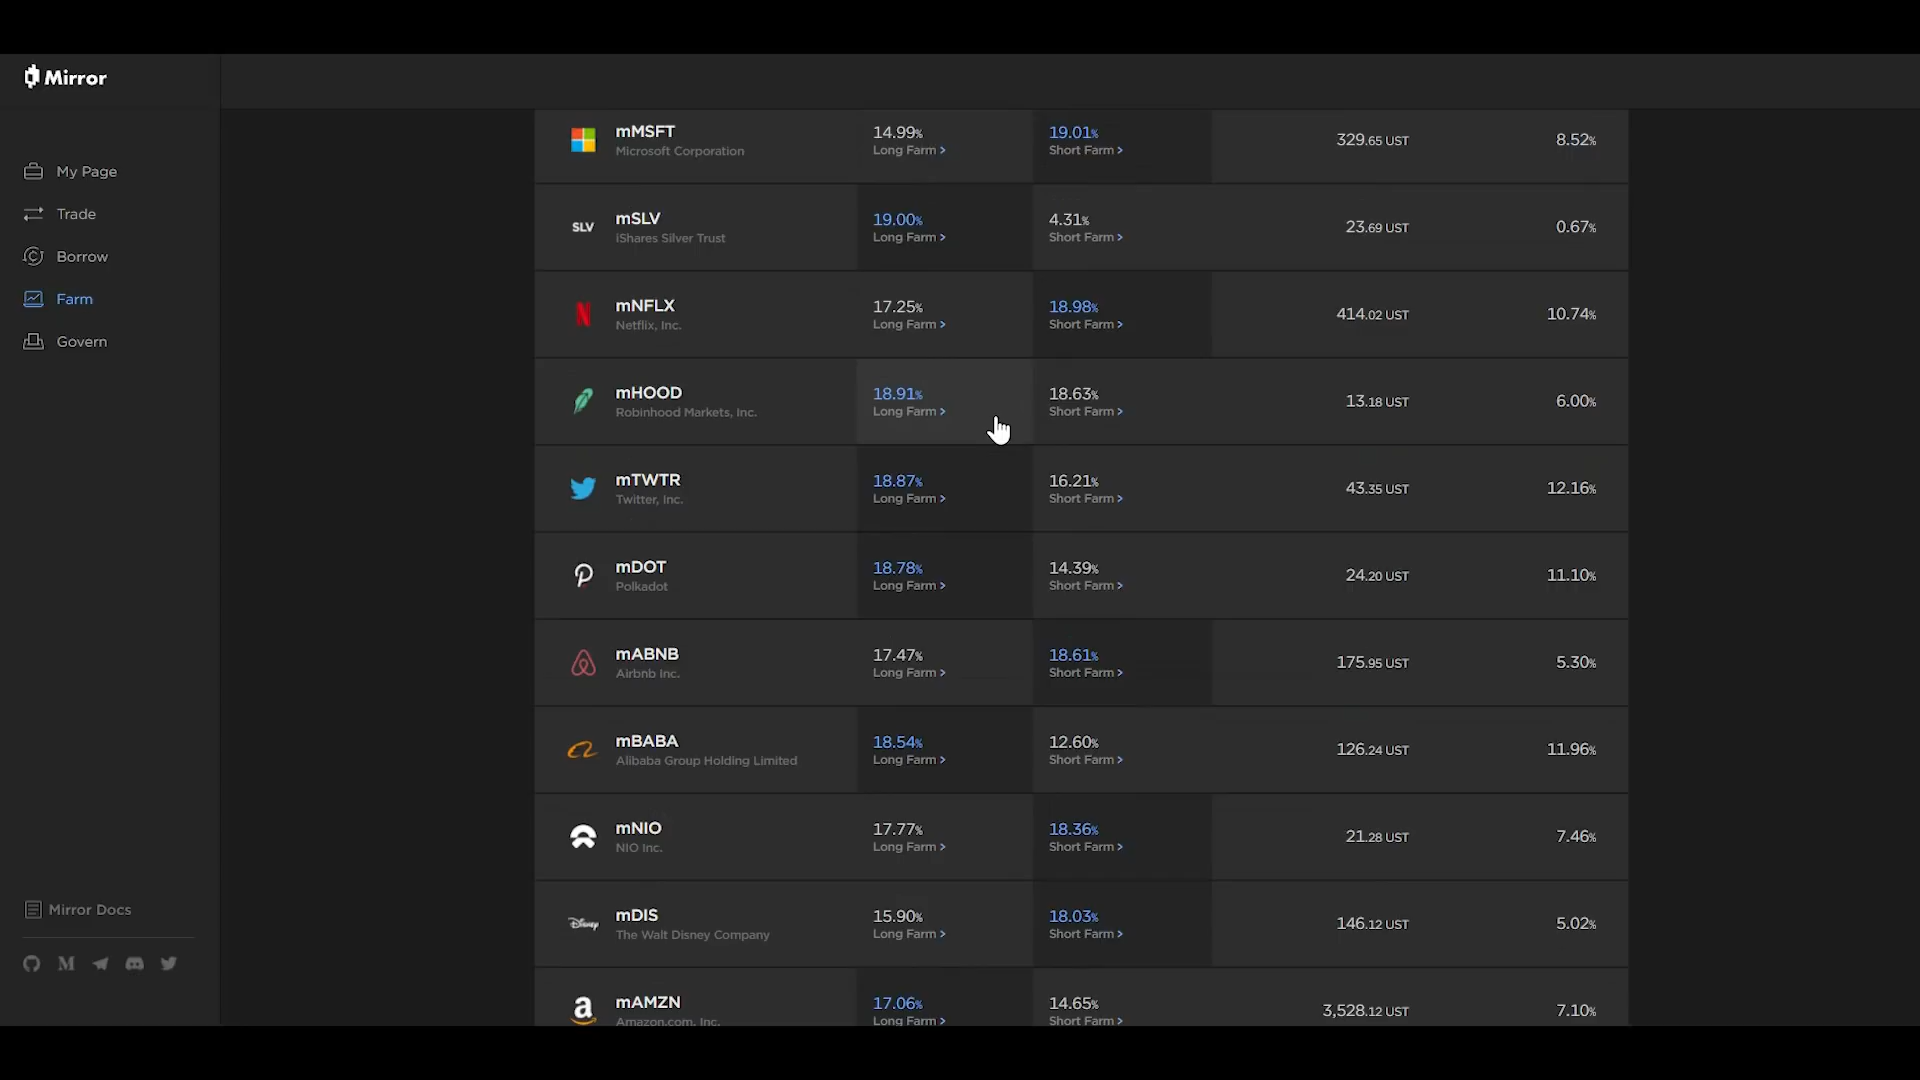 Mirror
My Page
Trade
Borrow
Farm
Govern
Mirror Docs
mMSFT
Microsoft Corporation
14.99%
Long Farm >
19.01%
Short Farm >
329.65 UST
8.52%
SLV
mSLV
iShares Silver Trust
19.00%
Long Farm >
4.31%
Short Farm >
23.69 UST
0.67%
mNFLX
Netflix, Inc.
17.25%
Long Farm >
18.98%
Short Farm >
414.02 UST
10.74%
mHOOD
Robinhood Markets, Inc.
18.91%
Long Farm >
18.63%
Short Farm >
13.18 UST
6.00%
mTWTR
Twitter, Inc.
18.87%
Long Farm >
16.21%
Short Farm >
43.35 UST
12.16%
mDOT
Polkadot
18.78%
Long Farm >
14.39%
Short Farm >
24.20 UST
11.10%
mABNB
Airbnb Inc.
17.47%
Long Farm >
18.61%
Short Farm >
175.95 UST
5.30%
mBABA
Alibaba Group Holding Limited
18.54%
Long Farm >
12.60%
Short Farm >
126.24 UST
11.96%
mNIO
NIO Inc.
17.77%
Long Farm >
18.36%
Short Farm >
21.28 UST
7.46%
Disney
mDIS
The Walt Disney Company
15.90%
Long Farm >
18.03%
Short Farm >
146.12 UST
5.02%
mAMZN
Amazon.com, Inc.
17.06%
Long Farm >
14.65%
Short Farm >
3,528.12 UST
7.10%